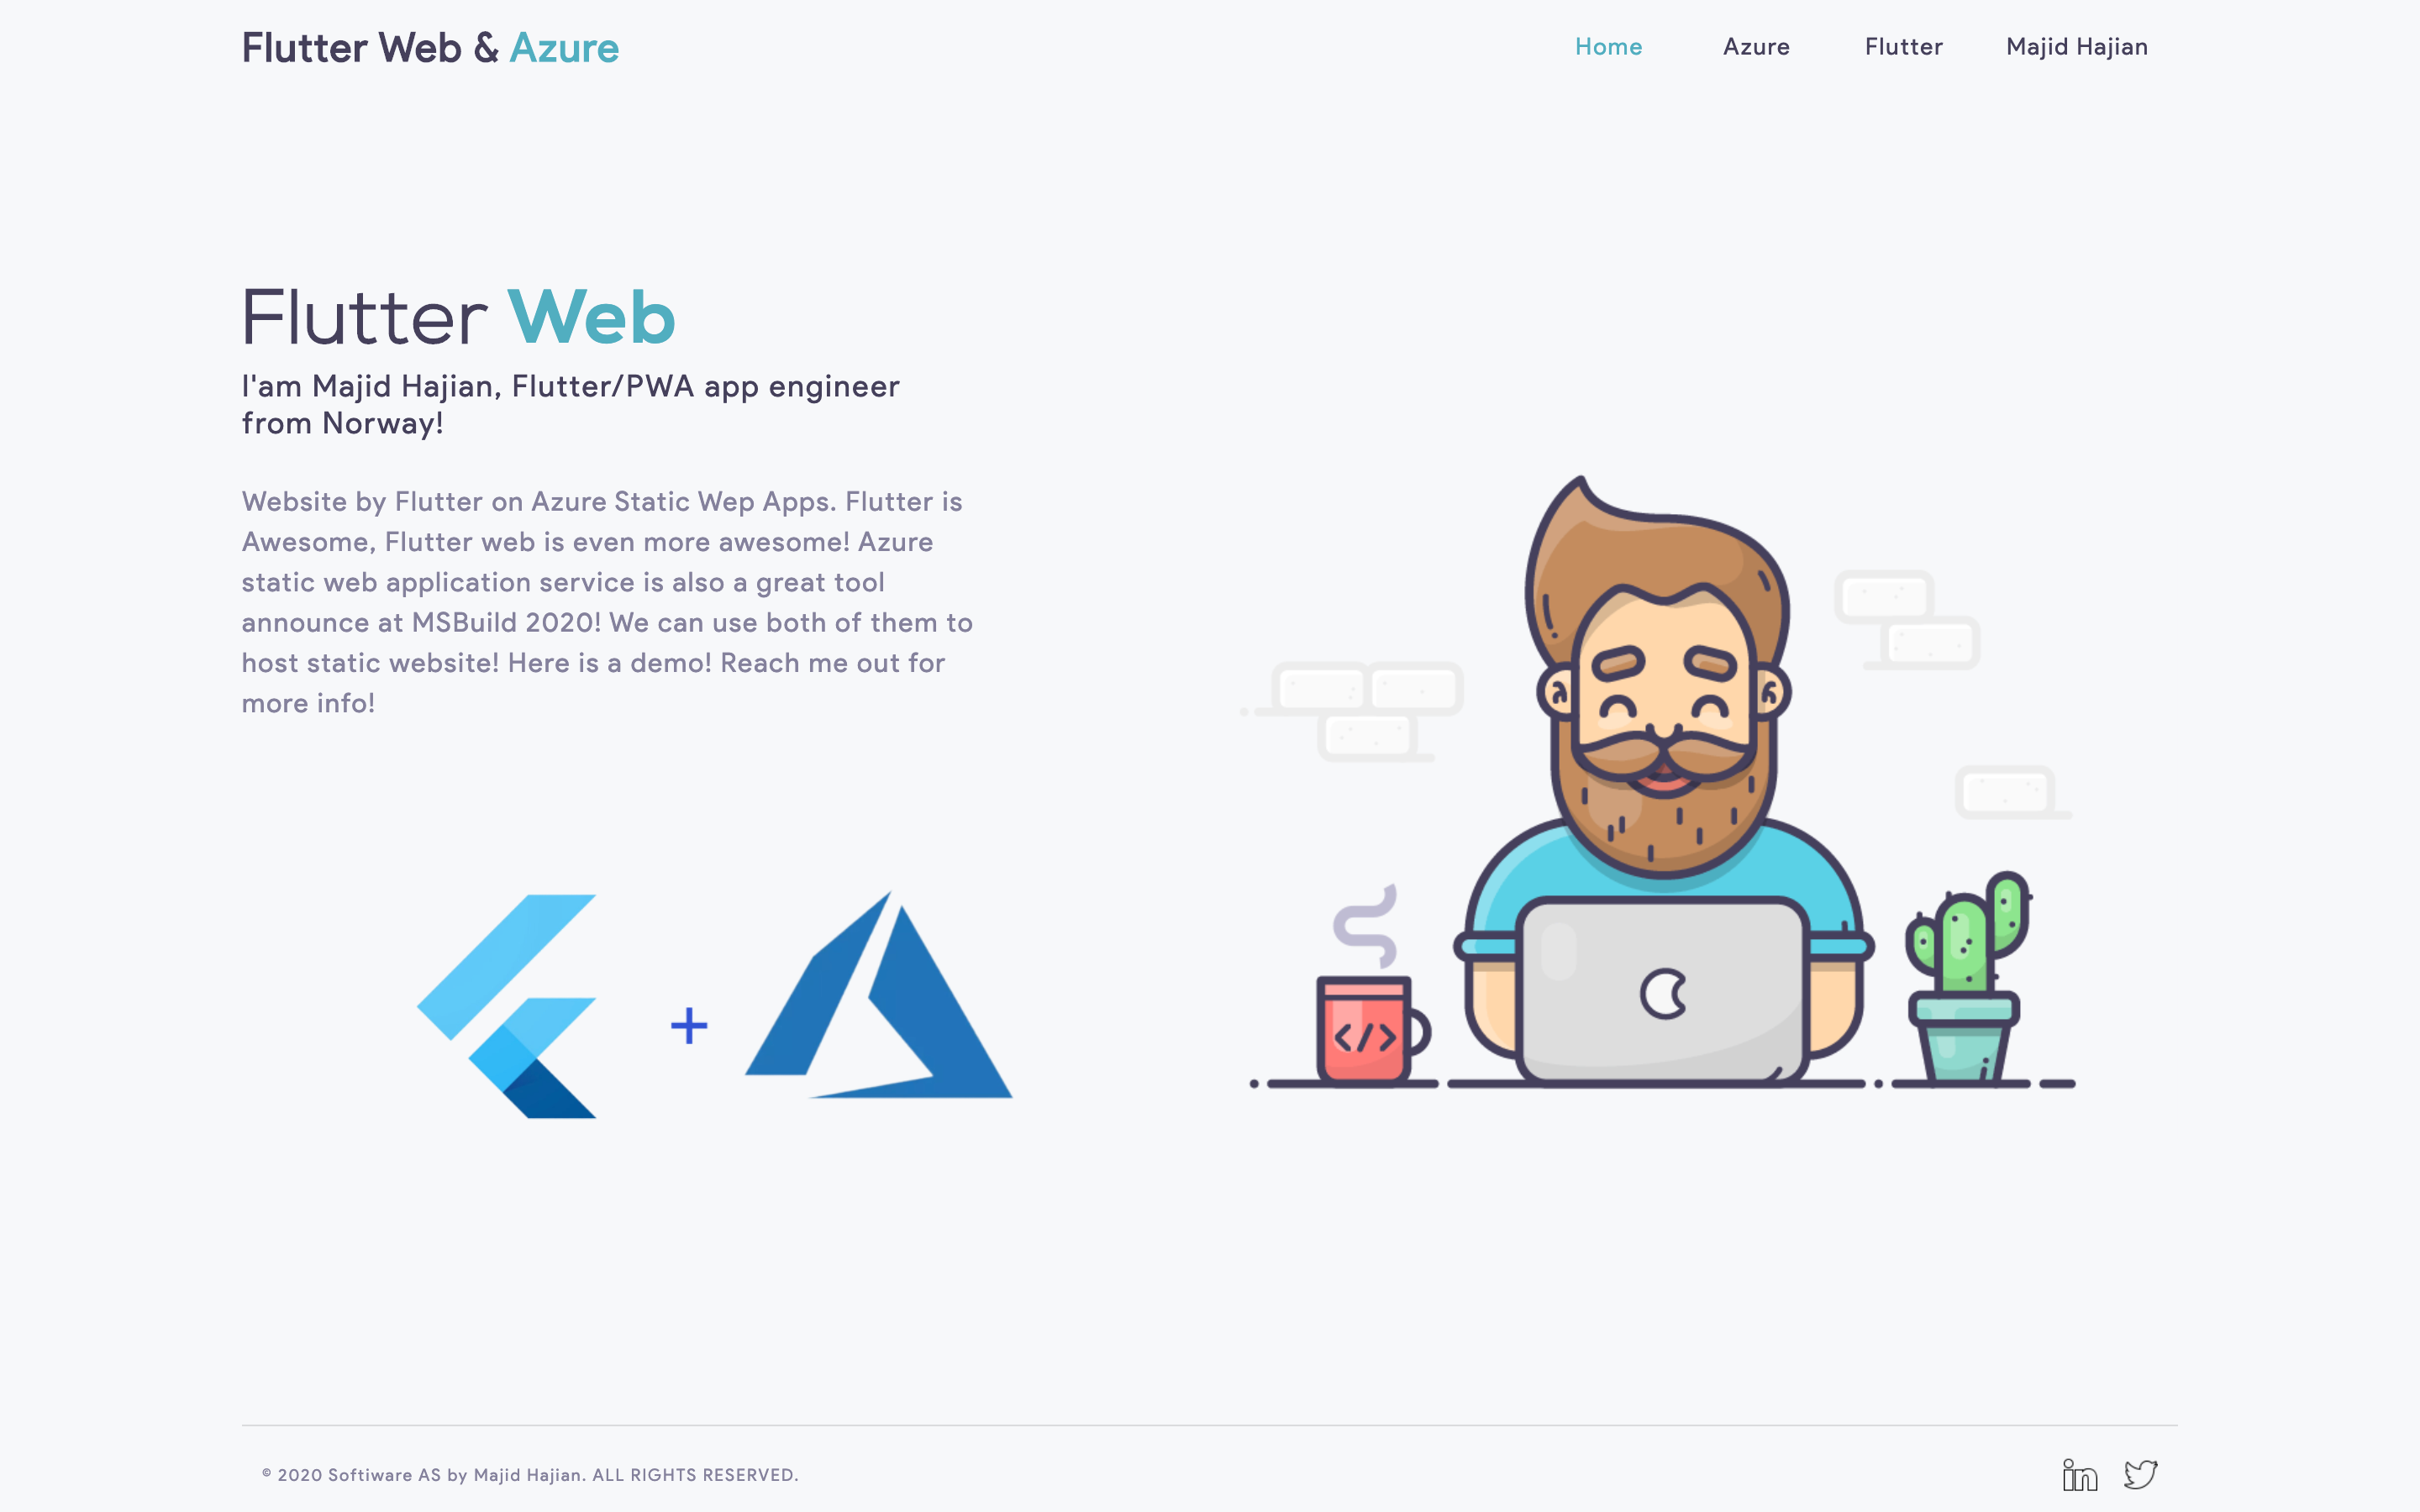 Flutter Web & Azure
Home
Azure
Flutter
Majid Hajian
Flutter Web
I'am Majid Hajian, Flutter/PWA app engineer
from Norway!
Website by Flutter on Azure Static Wep Apps. Flutter is
Awesome, Flutter web is even more awesome! Azure
static web application service is also a great tool
announce at MSBuild 2020! We can use both of them to
host static website! Here is a demo! Reach me out for
more info!
+
</>
© 2020 Softiware AS by Majid Hajian. ALL RIGHTS RESERVED.
in